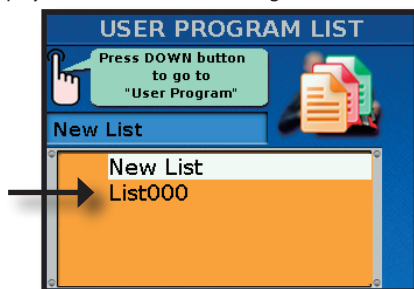 USER PROGRAM LIST
Press DOWN button
to go to
"User Program"
New List
New List
List000